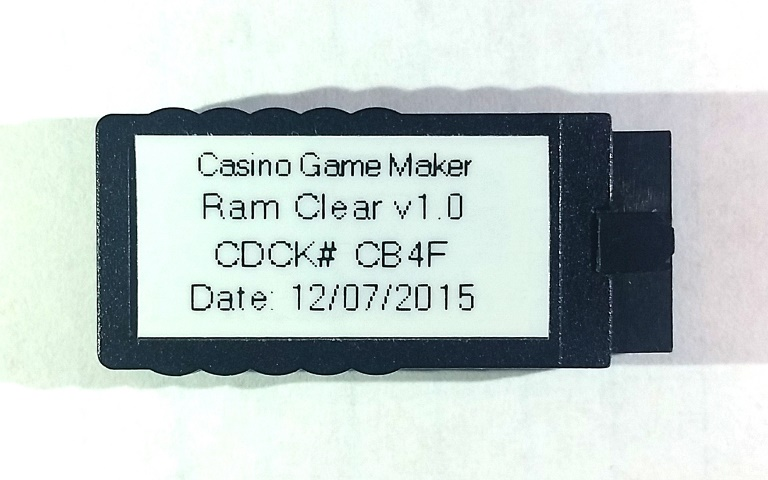 Casino Game Maker
Ram Clear v1.0
CDCK# CB4F
Date: 12/07/2015